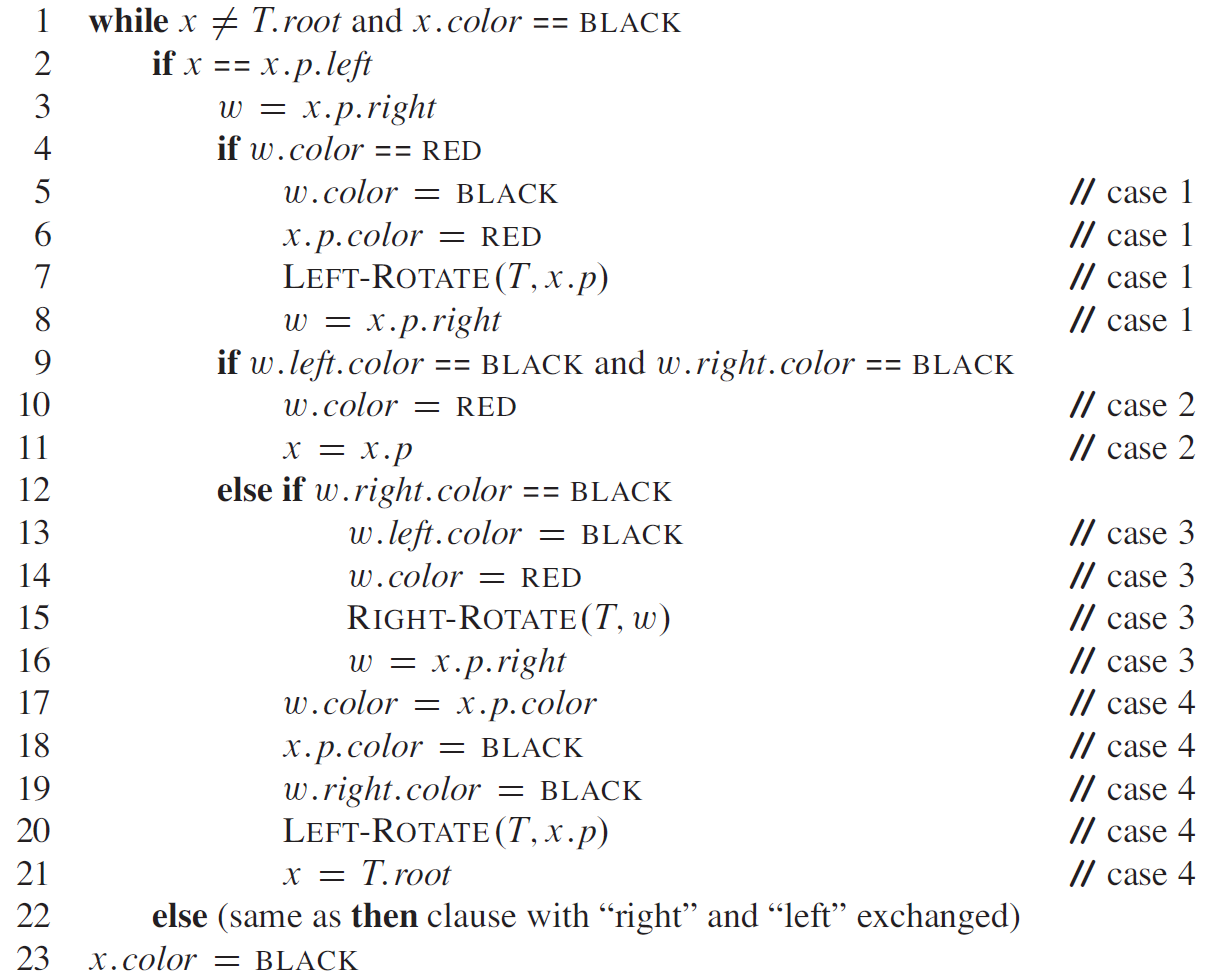 1 while x ≠ T.root and x.color == BLACK
2 if x == x.p.left
3 w = x.p.right
4 if w.color == RED
5 w.color = BLACK // case 1
6 x.p.color = RED // case 1
7 LEFT-ROTATE(T, x.p) // case 1
8 w = x.p.right // case 1
9 if w.left.color == BLACK and w.right.color == BLACK
10 w.color = RED // case 2
11 x = x.p // case 2
12 else if w.right.color == BLACK
13 w.left.color = BLACK // case 3
14 w.color = RED // case 3
15 RIGHT-ROTATE(T, w) // case 3
16 w = x.p.right // case 3
17 w.color = x.p.color // case 4
18 x.p.color = BLACK // case 4
19 w.right.color = BLACK // case 4
20 LEFT-ROTATE(T, x.p) // case 4
21 x = T.root // case 4
22 else (same as then clause with “right” and “left” exchanged)
23 x.color = BLACK